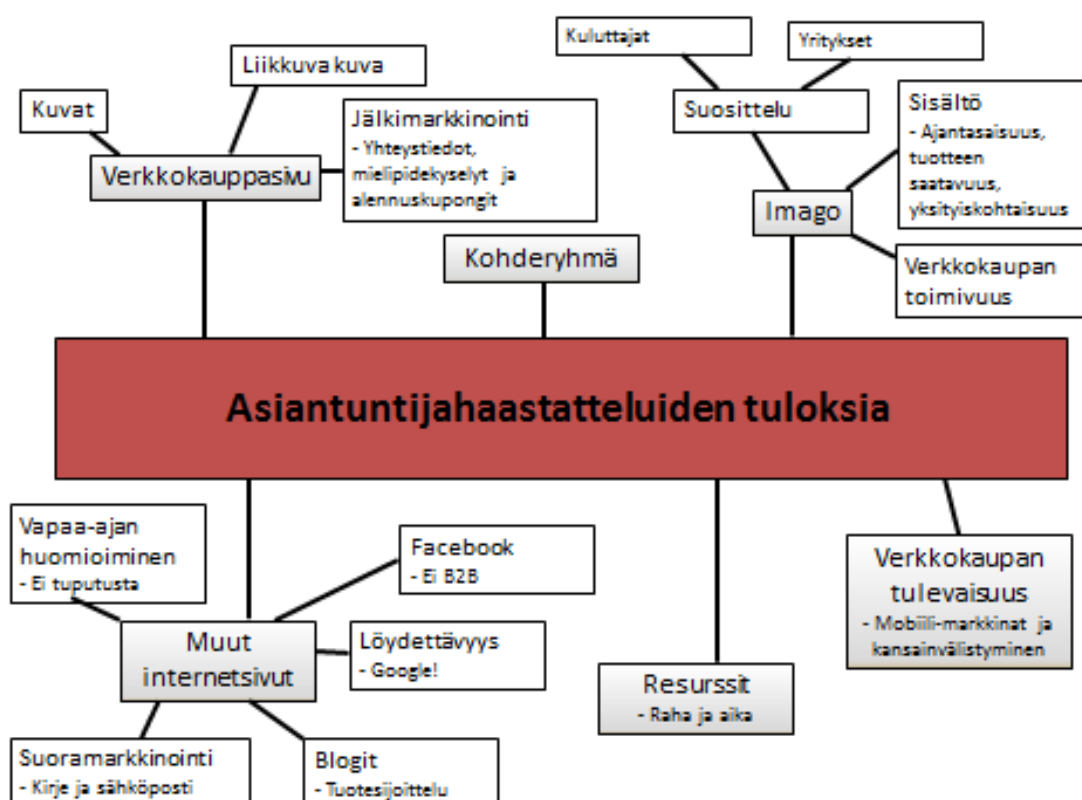 Kuluttajat
Yritykset
Liikkuva kuva
Kuvat
Suosittelu
Sisältö
- Ajantasaisuus,
tuotteen
saatavuus,
yksityiskohtaisuus
Jälkimarkkinointi
- Yhteystiedot,
mielipidekyselyt ja
alennuskupongit
Verkkokauppasivu
Imago
Kohderyhmä
Verkkokaupan
toimivuus
Asiantuntijahaastatteluiden tuloksia
Vapaa-ajan
huomioiminen
- Ei tuputusta
Facebook
- Ei B2B
Verkkokaupan
tulevaisuus
- Mobiili-markkinat ja
kansainvälistyminen
Muut
internetsivut
Löydettävyys
- Google!
Resurssit
- Raha ja aika
Suoramarkkinointi
- Kirje ja sähköposti
Blogit
- Tuotesijoittelu